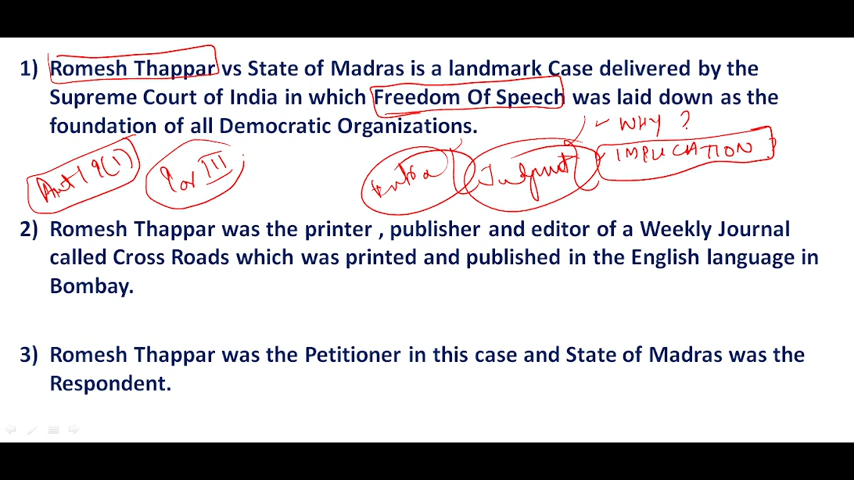 1) Romesh Thappar vs State of Madras is a landmark Case delivered by the
Supreme Court of India in which Freedom Of Speech was laid down as the
foundation of all Democratic Organizations.
WHY ?
Art 19(1) Par III Intro Judgmt IMPLICATION
2) Romesh Thappar was the printer , publisher and editor of a Weekly Journal
called Cross Roads which was printed and published in the English language in
Bombay.
3) Romesh Thappar was the Petitioner in this case and State of Madras was the
Respondent.